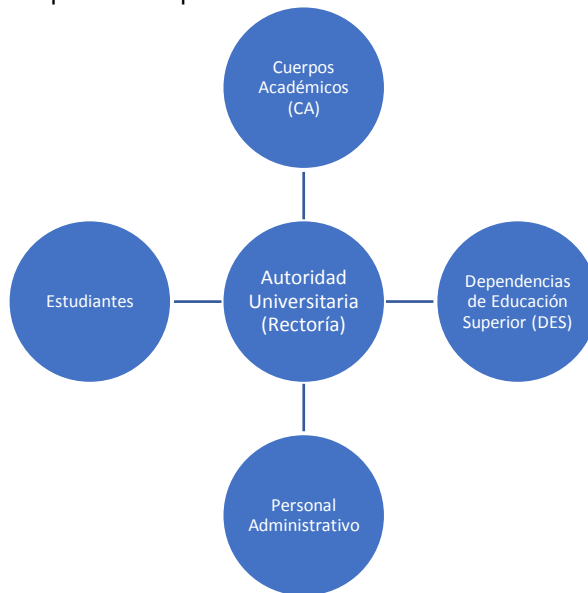 Cuerpos
Académicos
(CA)
Estudiantes
Autoridad
Universitaria
(Rectoría)
Dependencias
de Educación
Superior (DES)
Personal
Administrativo